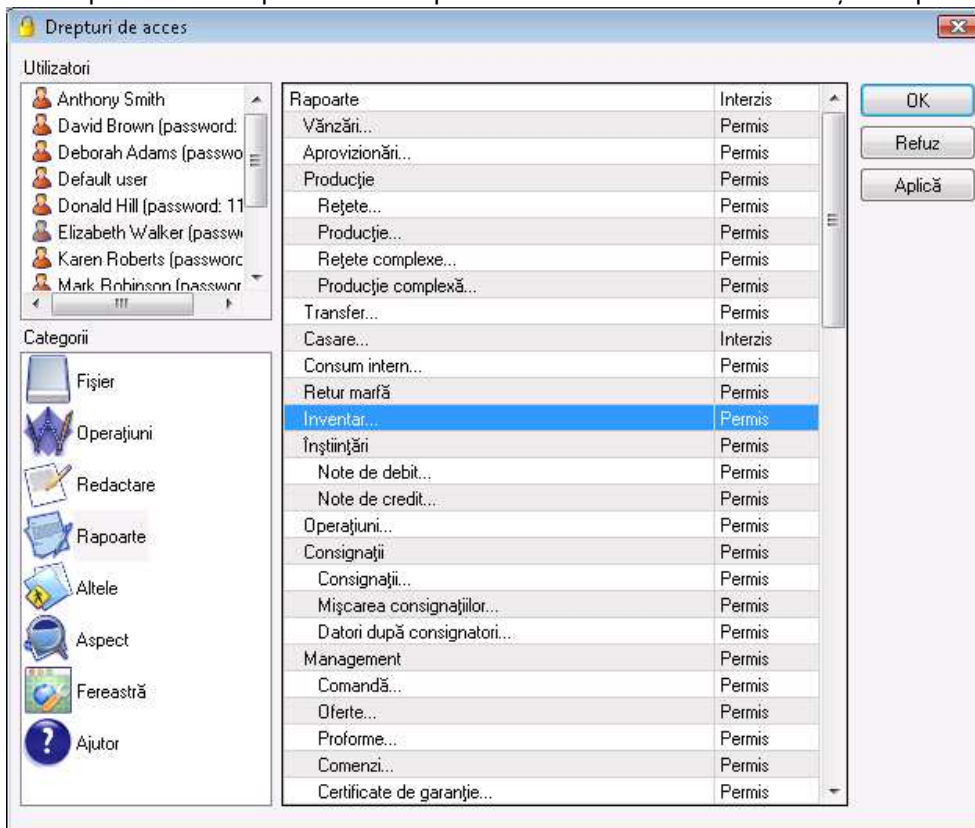 Drepturi de acces
Utilizatori
Anthony Smith
David Brown (password:
Deborah Adams (passwo
Default user
Donald Hill (password: 11
Elizabeth Walker (passw
Karen Roberts (passworc
Mark Robinson (passwor
Categorii
Fişier
Operaţiuni
Redactare
Rapoarte
Altele
Aspect
Fereastră
Ajutor
Rapoarte Interzis
Vănzări... Permis
Aprovizionări... Permis
Producţie Permis
Reţete... Permis
Producţie... Permis
Reţete complexe... Permis
Producţie complexă... Permis
Transfer... Permis
Casare... Interzis
Consum intern... Permis
Retur marfă Permis
Inventar... Permis
Înştiinţări Permis
Note de debit... Permis
Note de credit... Permis
Operaţiuni... Permis
Consignaţii Permis
Consignaţii... Permis
Mişcarea consignaţiilor... Permis
Datori după consignatori... Permis
Management Permis
Comandă... Permis
Oferte... Permis
Proforme... Permis
Comenzi... Permis
Certificate de garanţie... Permis
OK
Refuz
Aplică